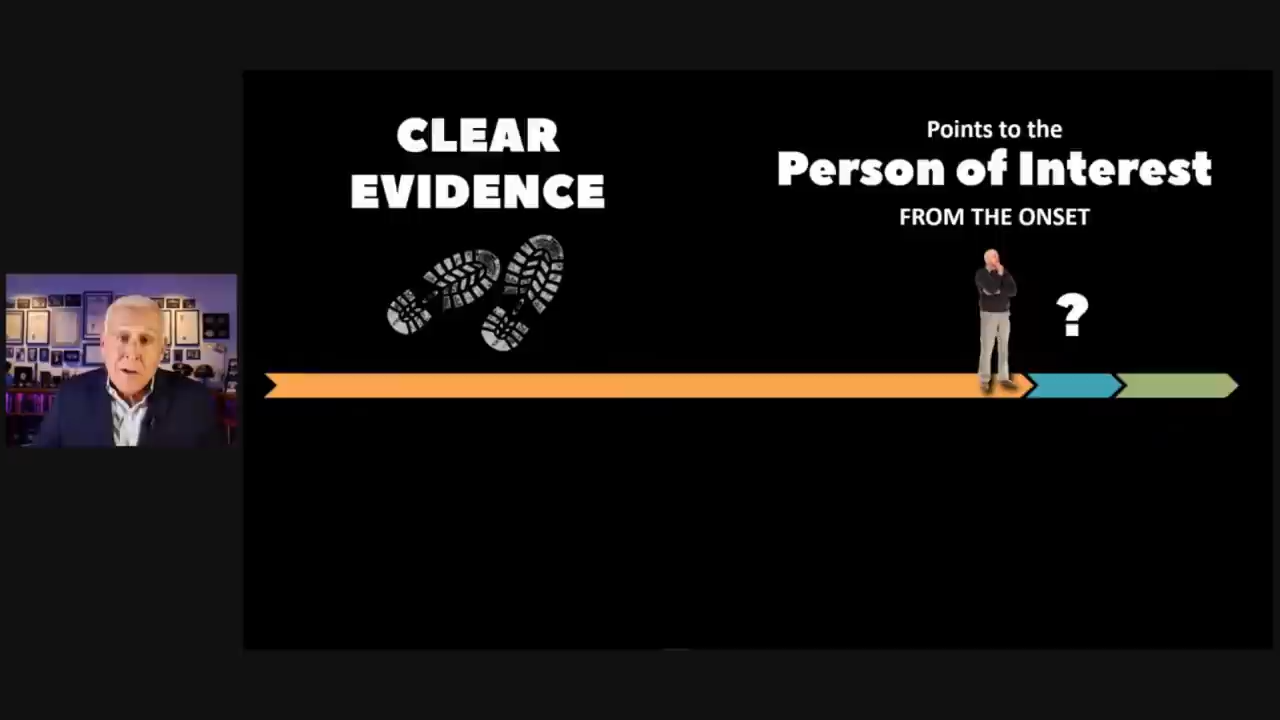 CLEAR
EVIDENCE
Points to the
Person of Interest
FROM THE ONSET
?